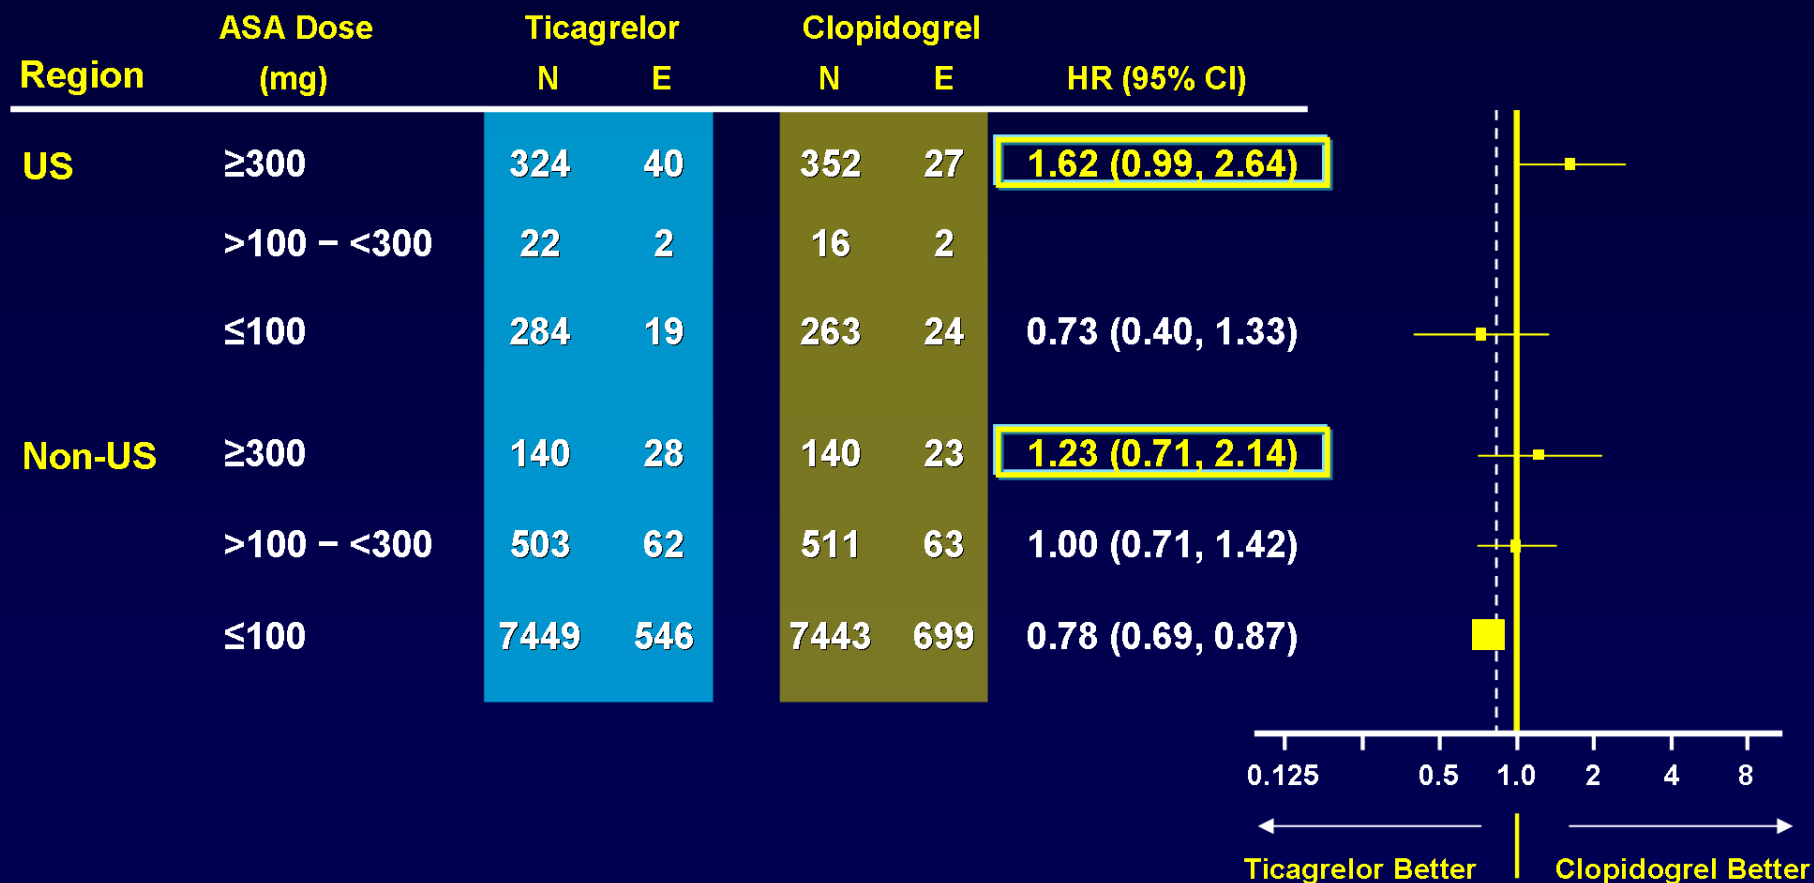 ASA Dose Ticagrelor Clopidogrel
Region (mg) N E N E HR (95% CI)
US ≥300 324 40 352 27 1.62 (0.99, 2.64)
>100 – <300 22 2 16 2
≤100 284 19 263 24 0.73 (0.40, 1.33)
Non-US ≥300 140 28 140 23 1.23 (0.71, 2.14)
>100 – <300 503 62 511 63 1.00 (0.71, 1.42)
≤100 7449 546 7443 699 0.78 (0.69, 0.87)
0.125 0.5 1.0 2 4 8
Ticagrelor Better Clopidogrel Better